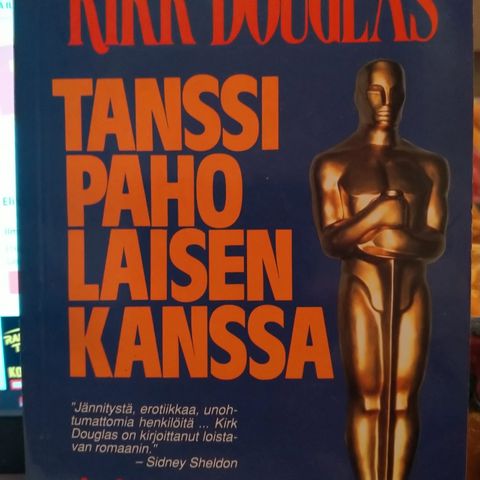 KIRK DOUGLAS
TANSSI
PAHO
LAISEN
KANSSA
"Jännitystä, erotiikkaa, unoh-
tumattomia henkilöitä ... Kirk
Douglas on kirjoittanut loista-
van romaanin."
– Sidney Sheldon